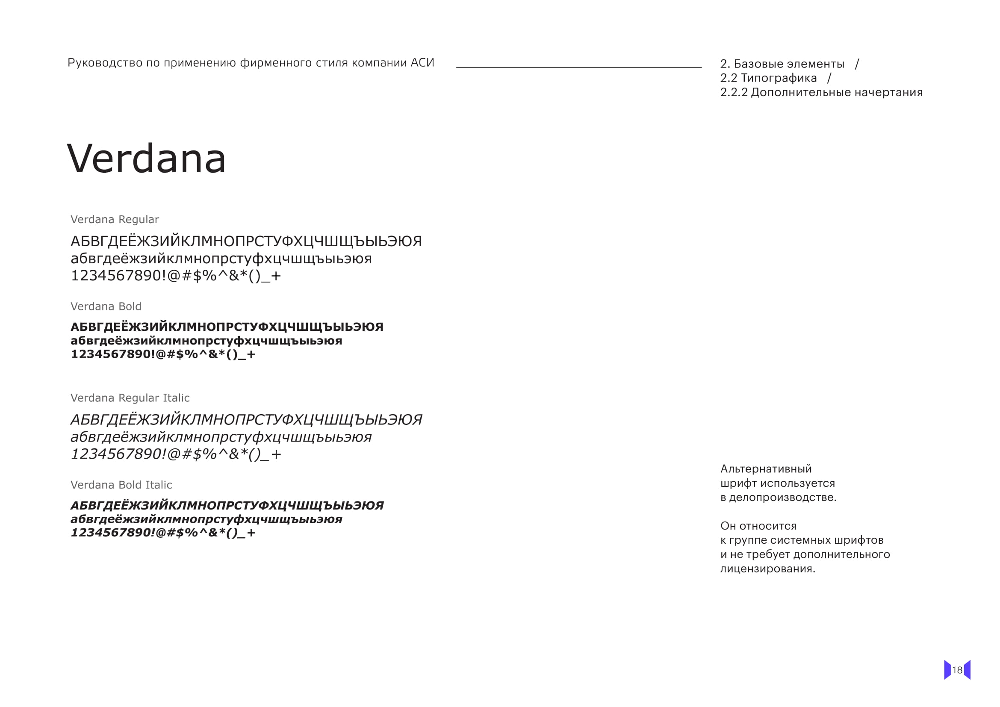 Руководство по применению фирменного стиля компании АСИ
2. Базовые элементы /
2.2 Типографика /
2.2.2 Дополнительные начертания
Verdana
Verdana Regular
АБВГДЕЁЖЗИЙКЛМНОПРСТУФХЦЧШЩЪЫЬЭЮЯ
абвгдеёжзийклмнопрстуфхцчшщъыьэюя
1234567890!@#$%^&*()_+
Verdana Bold
АБВГДЕЁЖЗИЙКЛМНОПРСТУФХЦЧШЩЪЫЬЭЮЯ
абвгдеёжзийклмнопрстуфхцчшщъыьэюя
1234567890!@#$%^&*()_+
Verdana Regular Italic
АБВГДЕЁЖЗИЙКЛМНОПРСТУФХЦЧШЩЪЫЬЭЮЯ
абвгдеёжзийклмнопрстуфхцчшщъыьэюя
1234567890!@#$%^&*()_+
Verdana Bold Italic
АБВГДЕЁЖЗИЙКЛМНОПРСТУФХЦЧШЩЪЫЬЭЮЯ
абвгдеёжзийклмнопрстуфхцчшщъыьэюя
1234567890!@#$%^&*()_+
Альтернативный
шрифт используется
в делопроизводстве.
Он относится
к группе системных шрифтов
и не требует дополнительного
лицензирования.
18